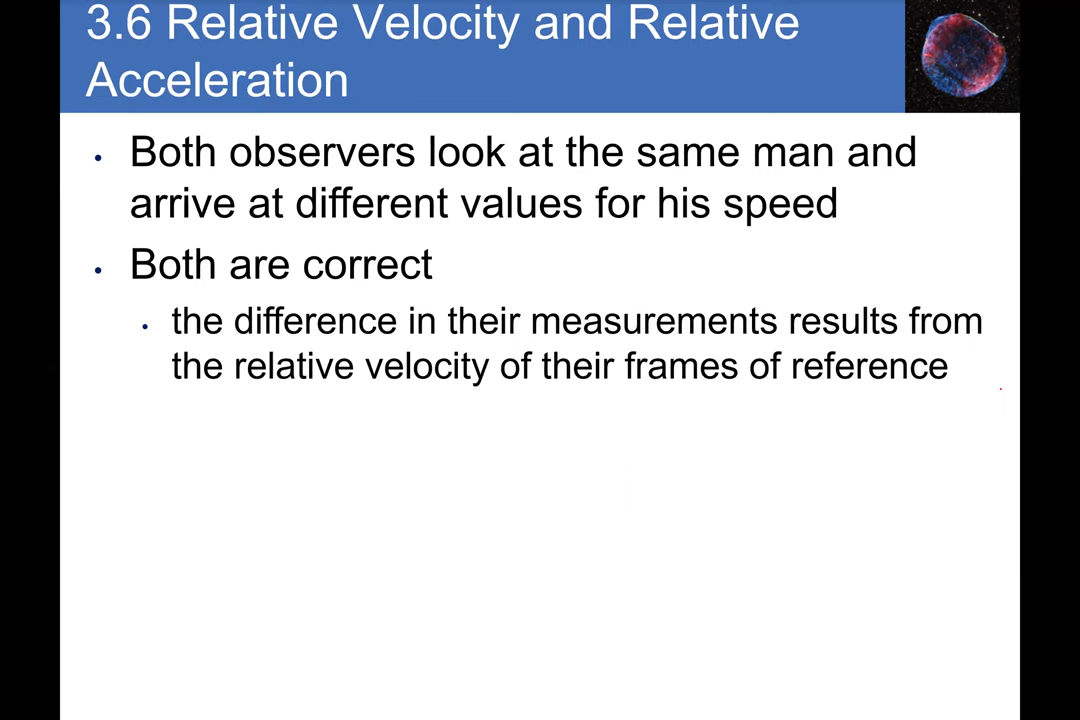 3.6 Relative Velocity and Relative
Acceleration
• Both observers look at the same man and
arrive at different values for his speed
• Both are correct
• the difference in their measurements results from
the relative velocity of their frames of reference